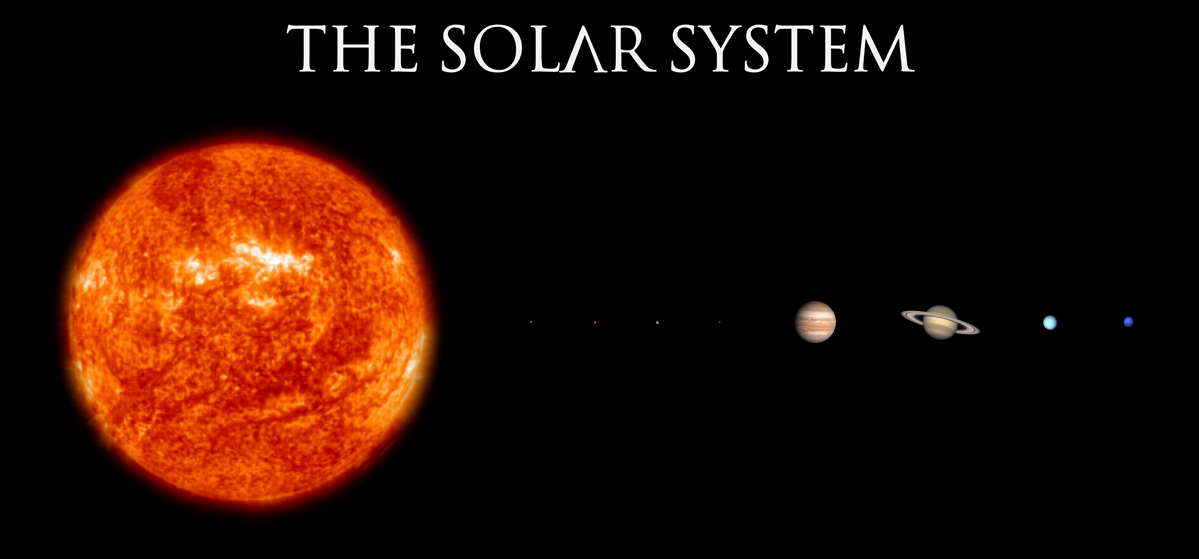 THE SOLAR SYSTEM